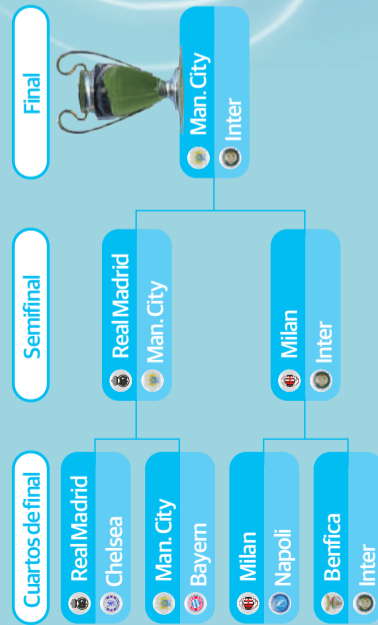 Cuartos de final
Semifinal
Final
Real Madrid
Chelsea
Man. City
Bayern
Milan
Napoli
Benfica
Inter
Real Madrid
Man. City
Milan
Inter
Man. City
Inter